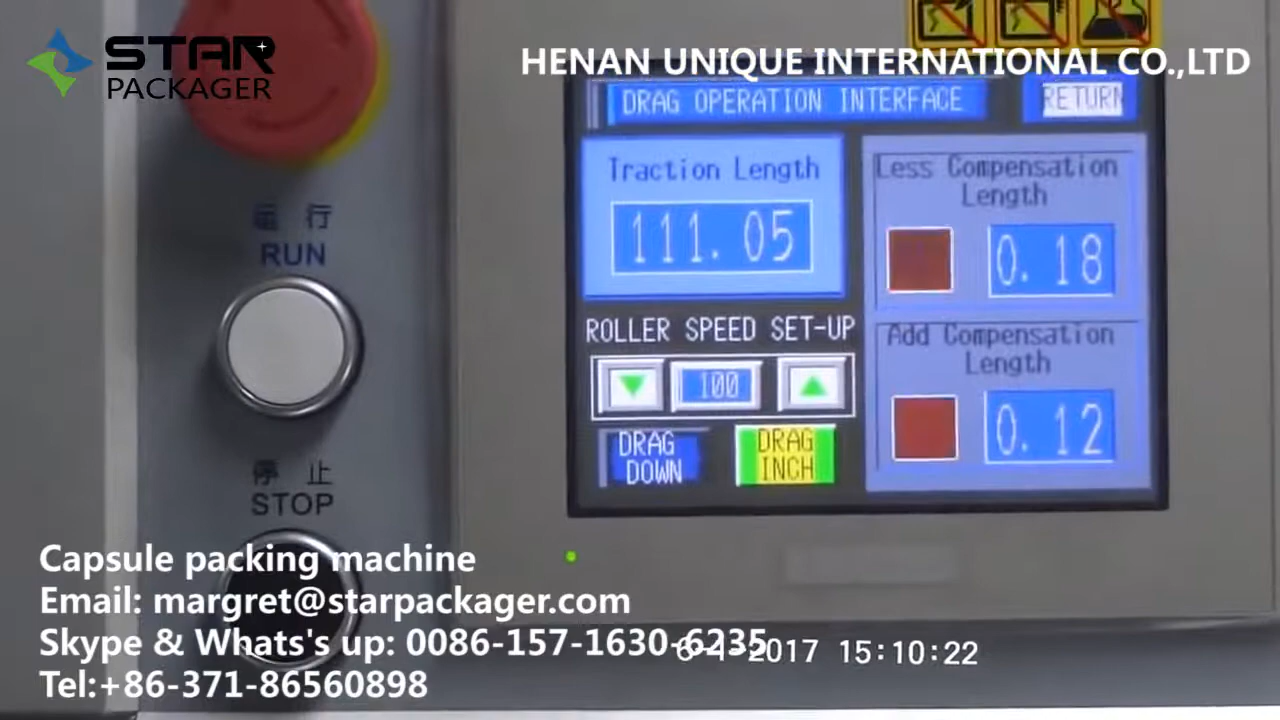 STAR
PACKAGER
HENAN UNIQUE INTERNATIONAL CO.,LTD
DRAG OPERATION INTERFACE
RETURN
Traction Length
111.05
Less Compensation
Length
0.18
ROLLER SPEED SET-UP
100
Add Compensation
Length
0.12
DRAG
DOWN
DRAG
INCH
运行
RUN
停止
STOP
Capsule packing machine
Email: margret@starpackager.com
Skype & Whats's up: 0086-157-1630-6235
Tel:+86-371-86560898
2017 15:10:22